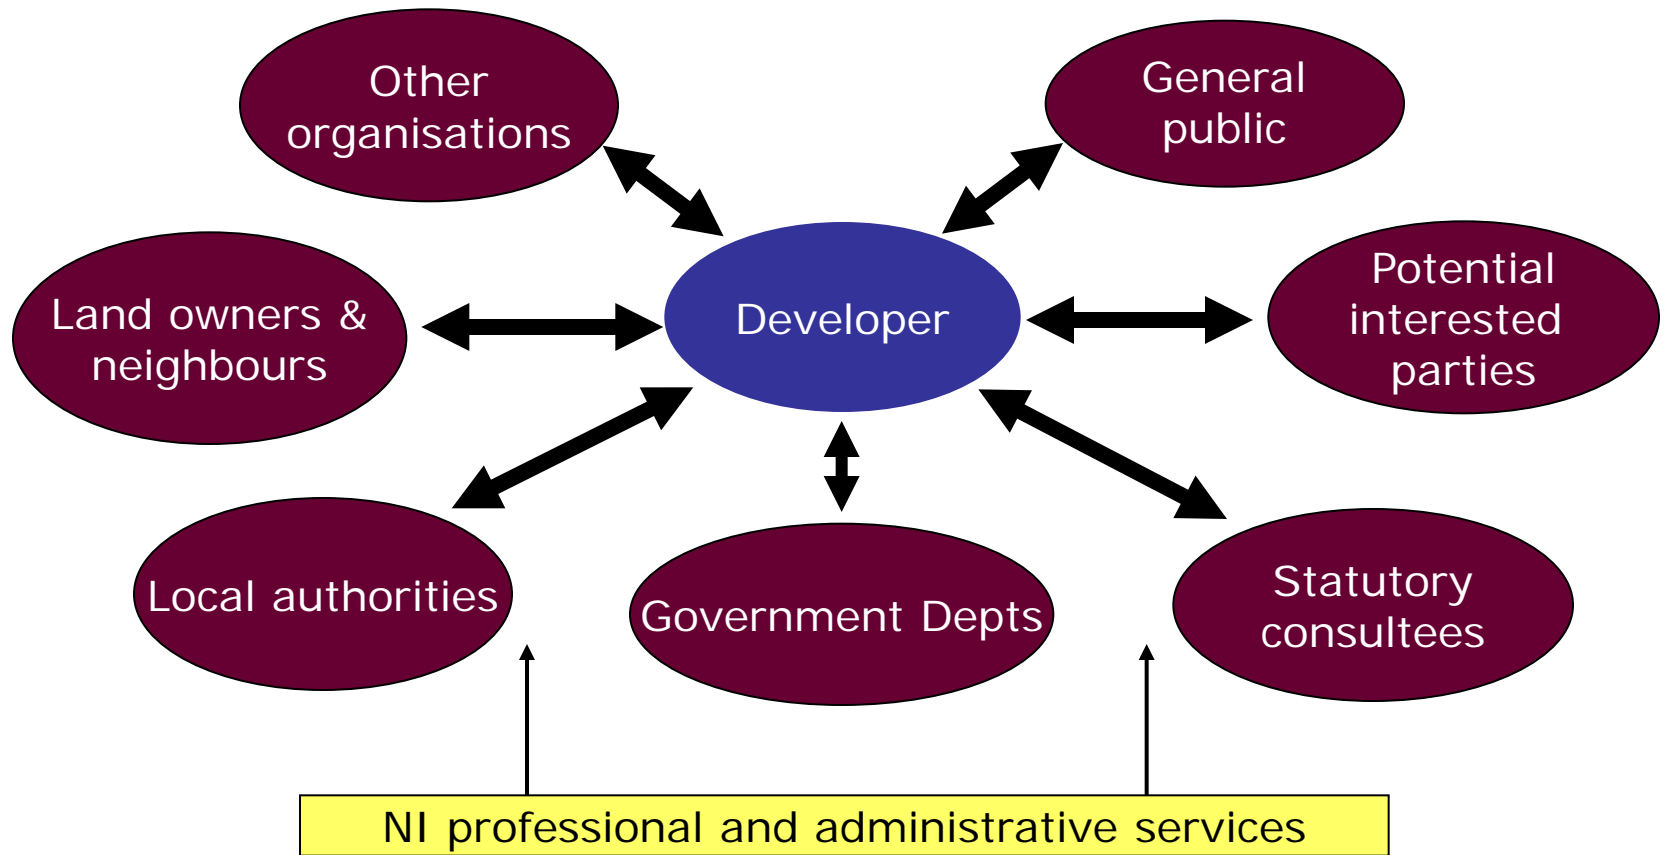 Other
organisations
General
public
Land owners &
neighbours
Developer
Potential
interested
parties
Local authorities
Government Depts
Statutory
consultees
NI professional and administrative services